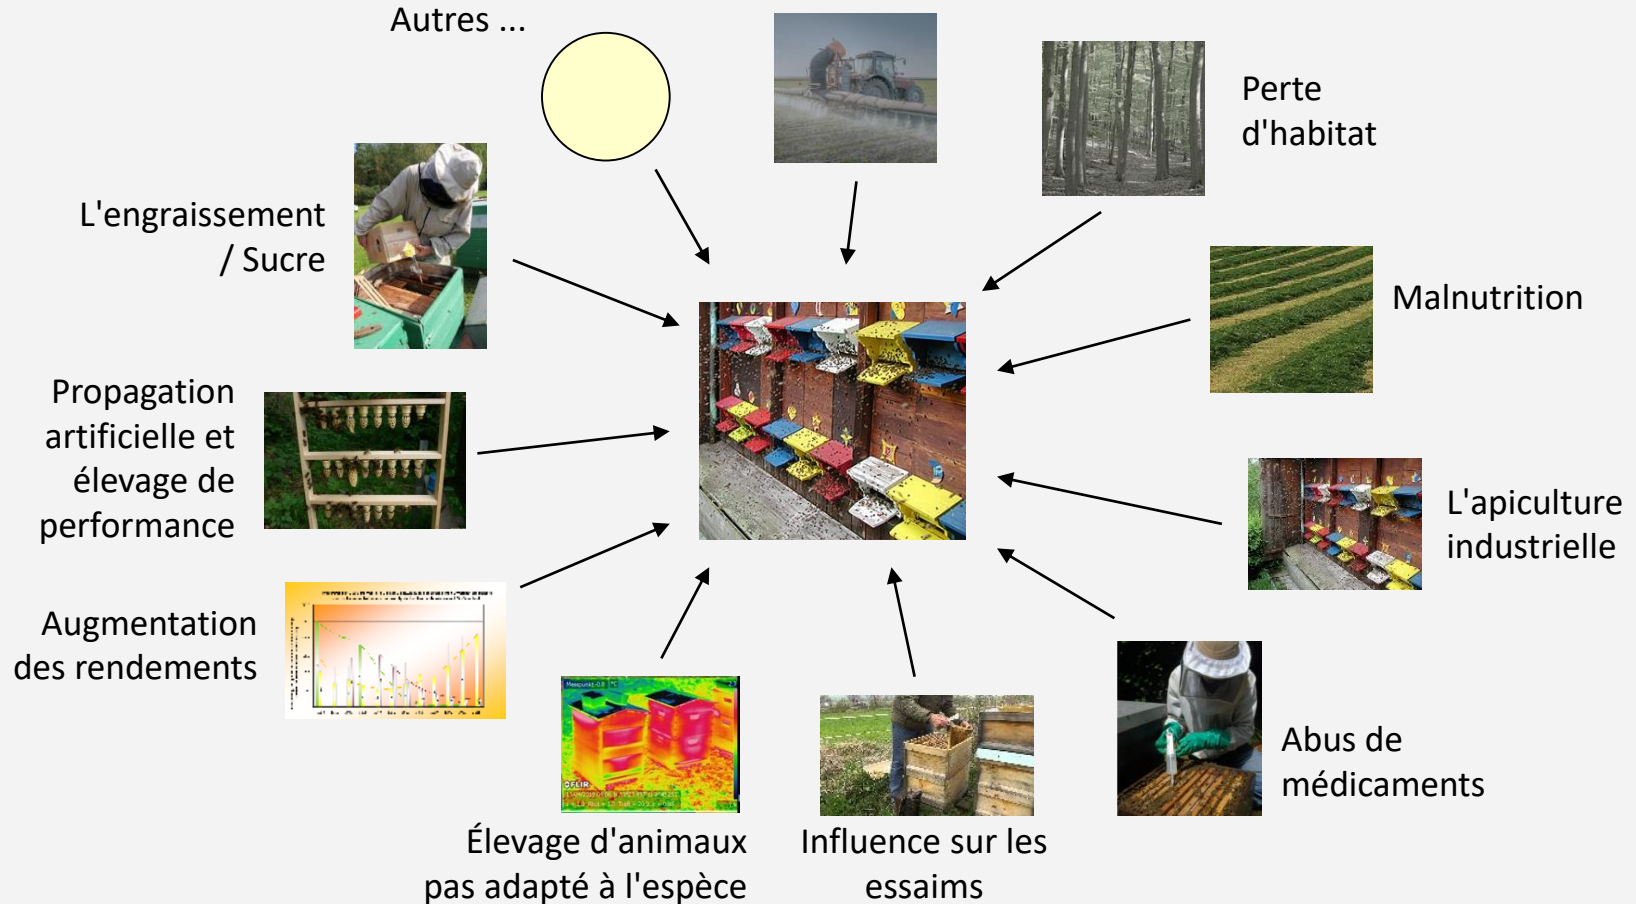 Autres ...
Perte
d'habitat
L'engraissement
/ Sucre
Malnutrition
Propagation
artificielle et
élevage de
performance
L'apiculture
industrielle
Augmentation
des rendements
Abus de
médicaments
FLIR
Élevage d'animaux
pas adapté à l'espèce
Influence sur les
essaims